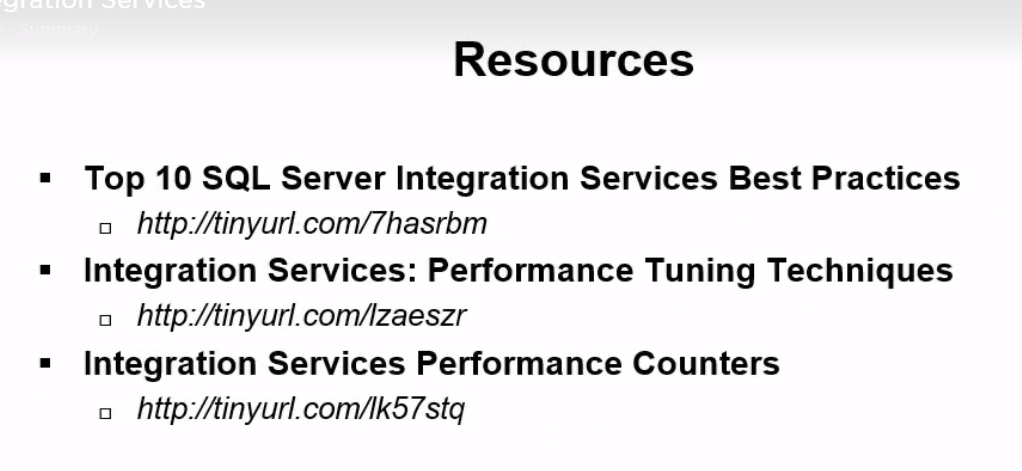 Integration Services
: Summary
Resources
▪ Top 10 SQL Server Integration Services Best Practices
▫ http://tinyurl.com/7hasrbm
▪ Integration Services: Performance Tuning Techniques
▫ http://tinyurl.com/lzaeszr
▪ Integration Services Performance Counters
▫ http://tinyurl.com/lk57stq